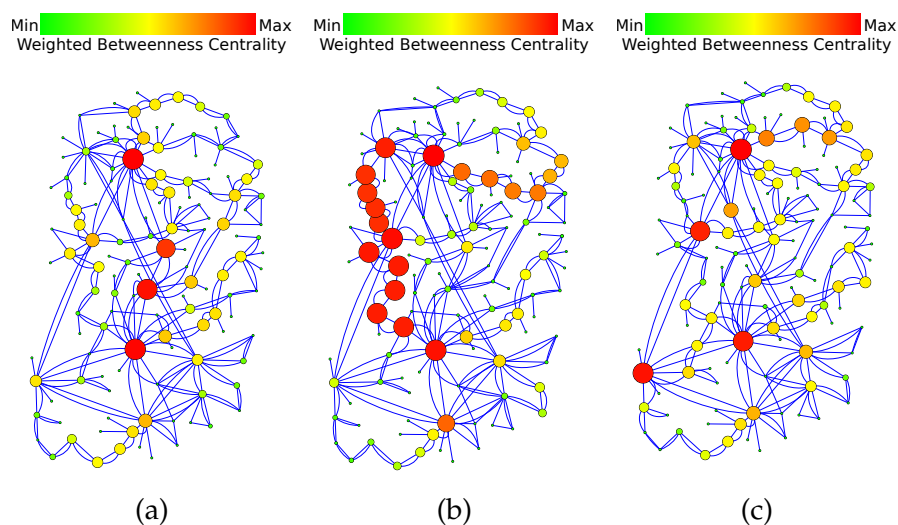 Min Max Min Max Min Max
Weighted Betweenness Centrality Weighted Betweenness Centrality Weighted Betweenness Centrality
(a) (b) (c)